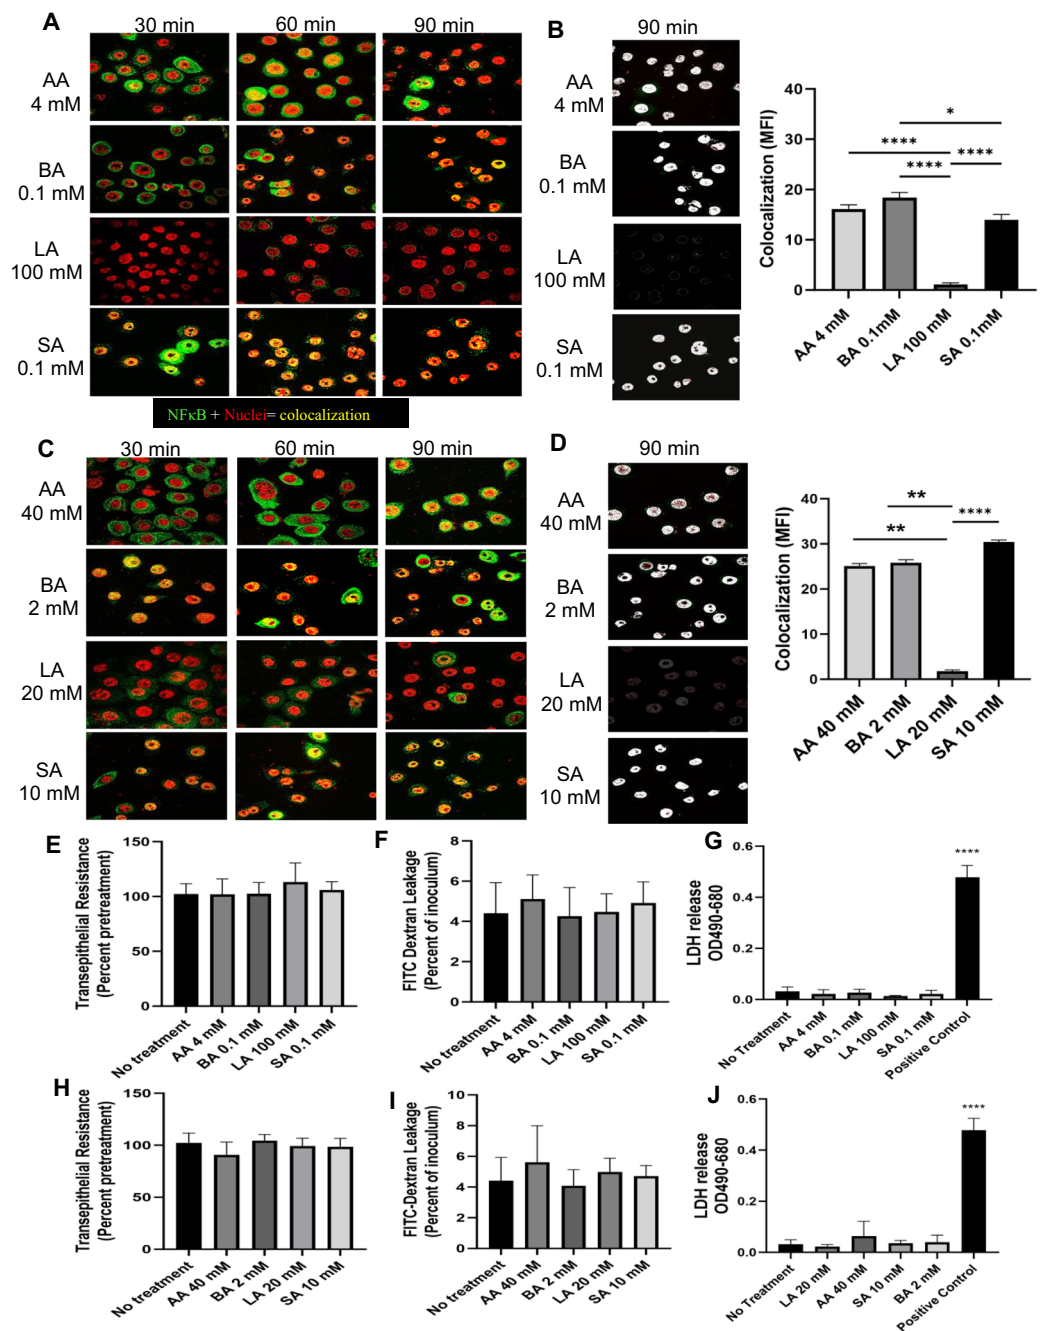 A
30 min
60 min
90 min
AA
4 mM
BA
0.1 mM
LA
100 mM
SA
0.1 mM
NFκB + Nuclei= colocalization
B
90 min
AA
4 mM
BA
0.1 mM
LA
100 mM
SA
0.1 mM
Colocalization (MFI)
40
30
20
10
0
*
****
****
****
AA 4 mM
BA 0.1mM
LA 100 mM
SA 0.1mM
C
30 min
60 min
90 min
AA
40 mM
BA
2 mM
LA
20 mM
SA
10 mM
D
90 min
AA
40 mM
BA
2 mM
LA
20 mM
SA
10 mM
Colocalization (MFI)
40
30
20
10
0
**
**
****
AA 40 mM
BA 2 mM
LA 20 mM
SA 10 mM
E
Transepithelial Resistance
(Percent pretreatment)
150
100
50
0
No treatment
AA 4 mM
BA 0.1 mM
LA 100 mM
SA 0.1 mM
F
FITC Dextran Leakage
(Percent of inoculum)
8
6
4
2
0
No treatment
AA 4 mM
BA 0.1 mM
LA 100 mM
SA 0.1 mM
G
LDH release
OD490-680
0.6
0.4
0.2
0.0
****
No Treatment
AA 4 mM
BA 0.1 mM
LA 100 mM
SA 0.1 mM
Positive Control
H
Transepithelial Resistance
(Percent pretreatment)
150
100
50
0
No treatment
AA 40 mM
BA 2 mM
LA 20 mM
SA 10 mM
I
FITC-Dextran Leakage
(Percent of inoculum)
10
8
6
4
2
0
No treatment
AA 40 mM
BA 2 mM
LA 20 mM
SA 10 mM
J
LDH release
OD490-680
0.6
0.4
0.2
0.0
****
No Treatment
LA 20 mM
AA 40 mM
SA 10 mM
BA 2 mM
Positive Control